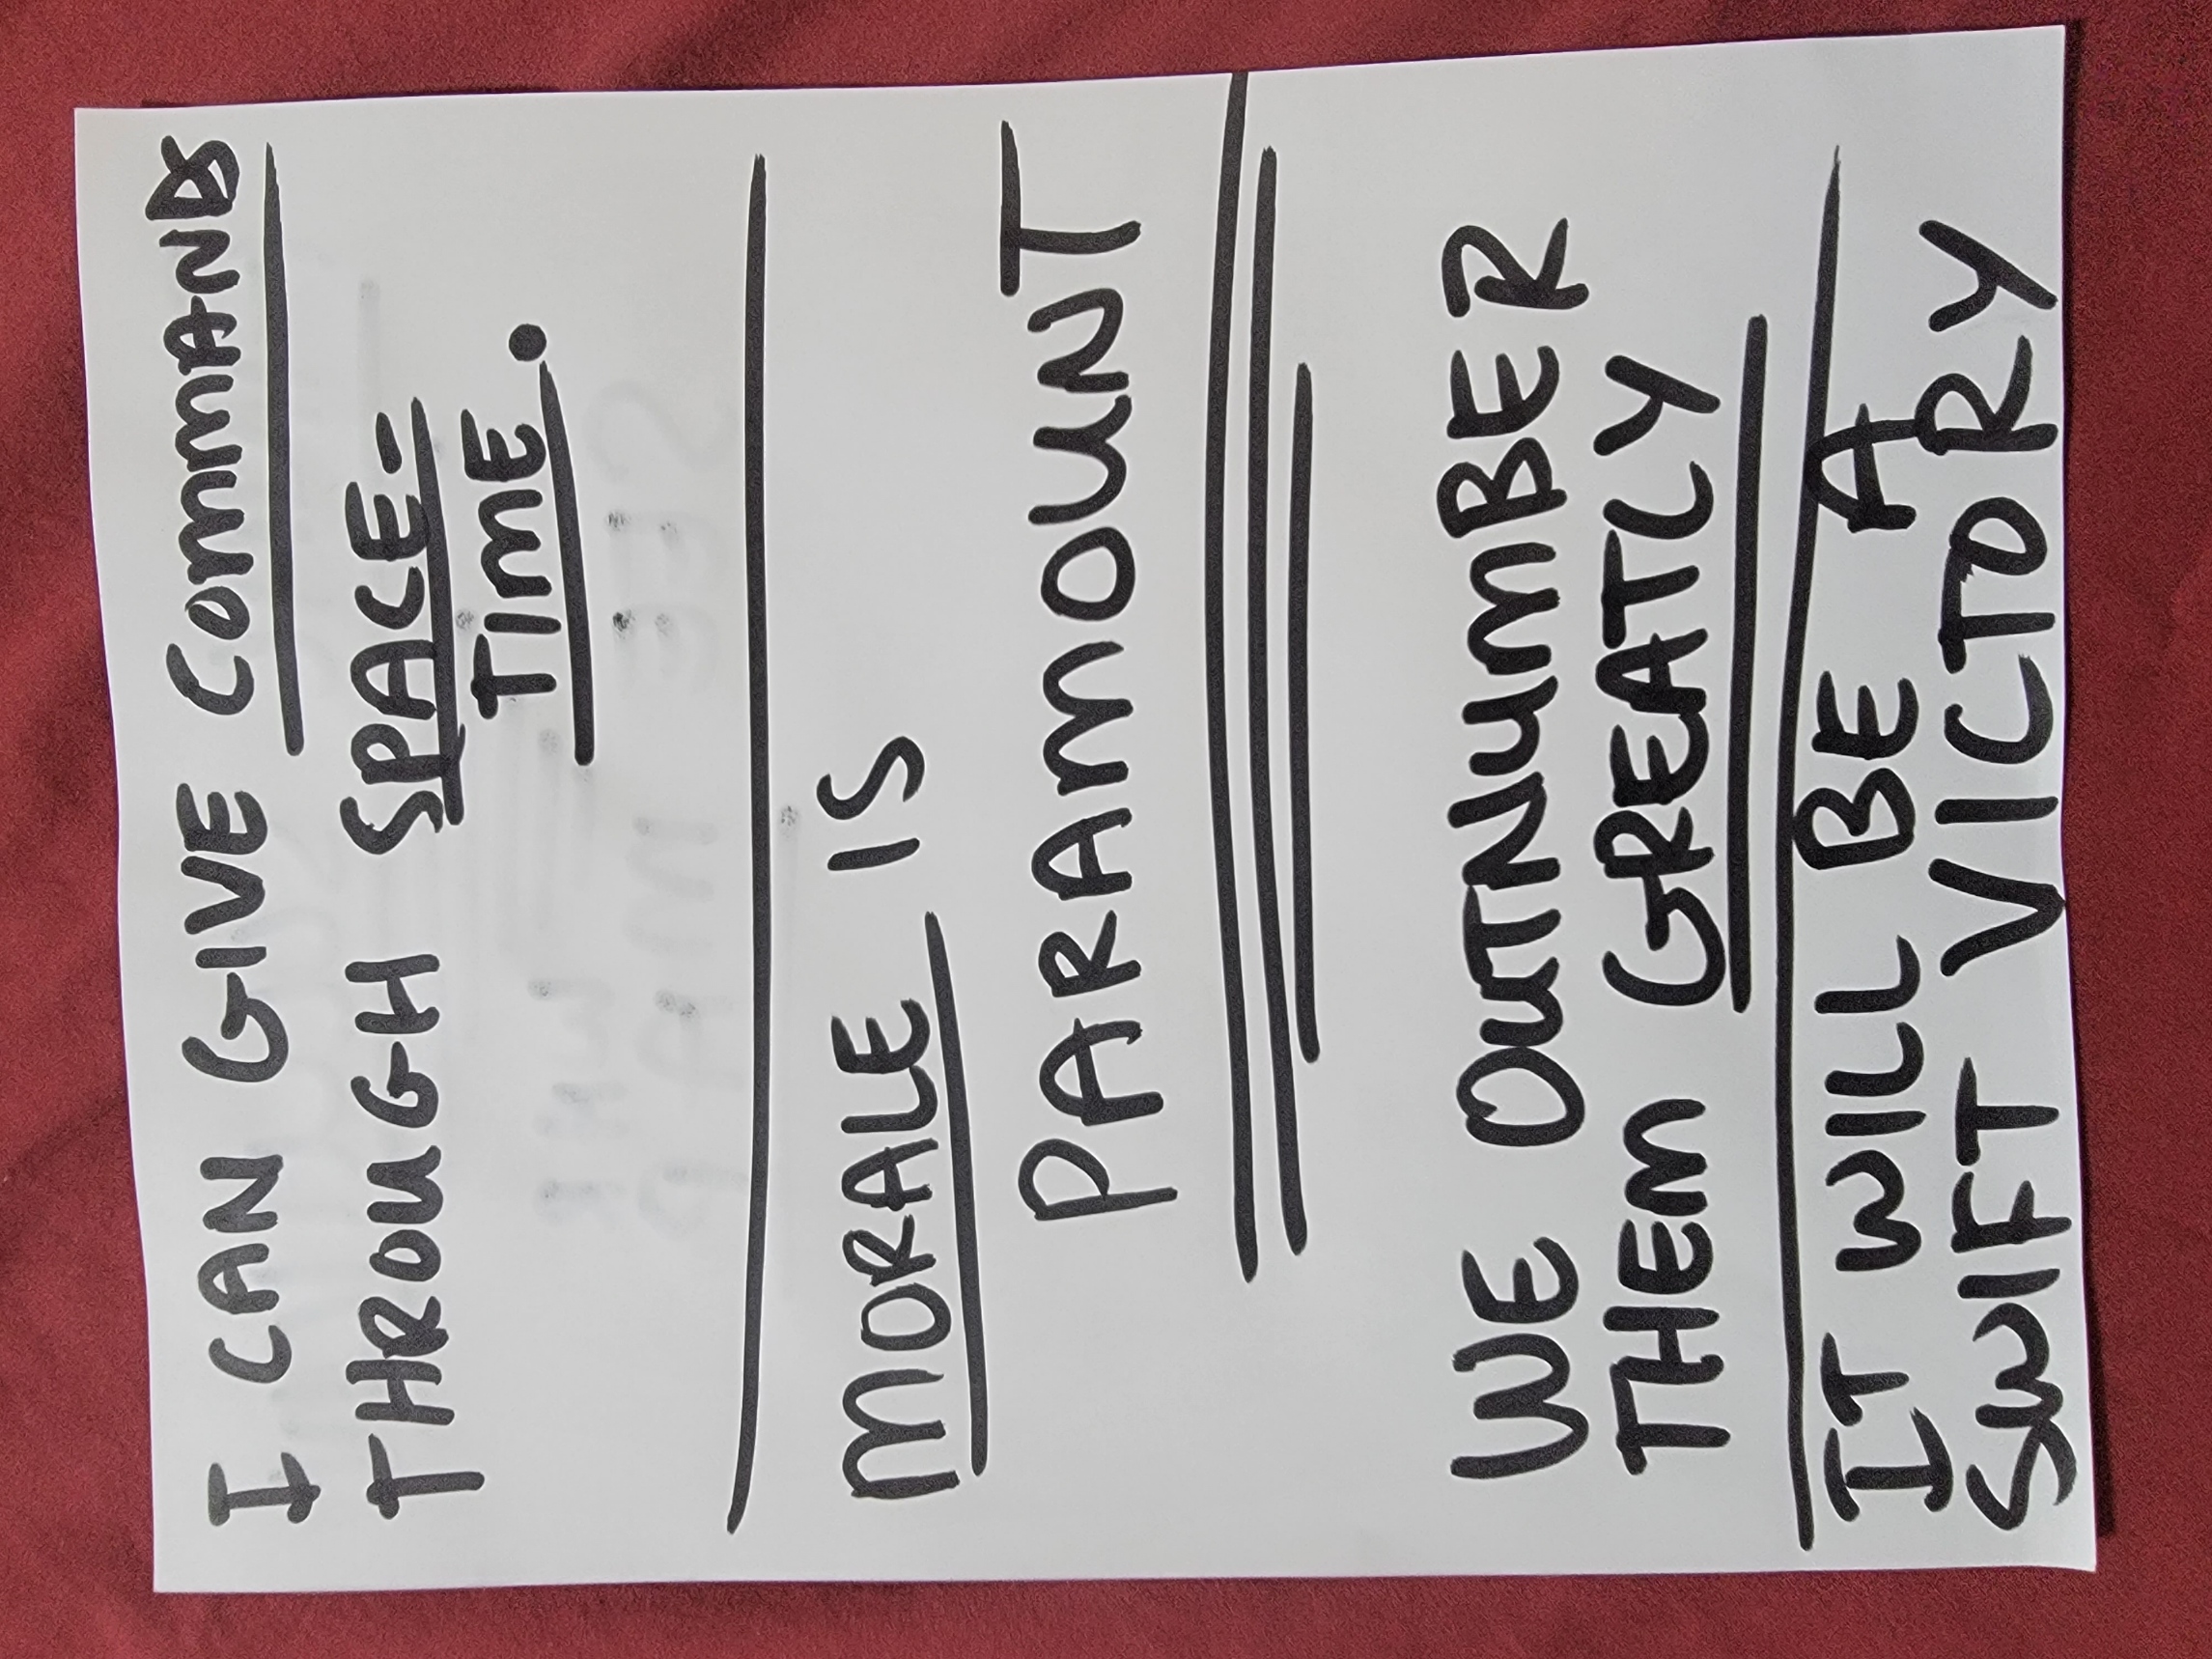 I CAN GIVE COMMANDS
THROUGH SPACE-
TIME.
MORALE IS
PARAMOUNT
WE OUTNUMBER
THEM GREATLY
IT WILL BE A
SWIFT VICTORY